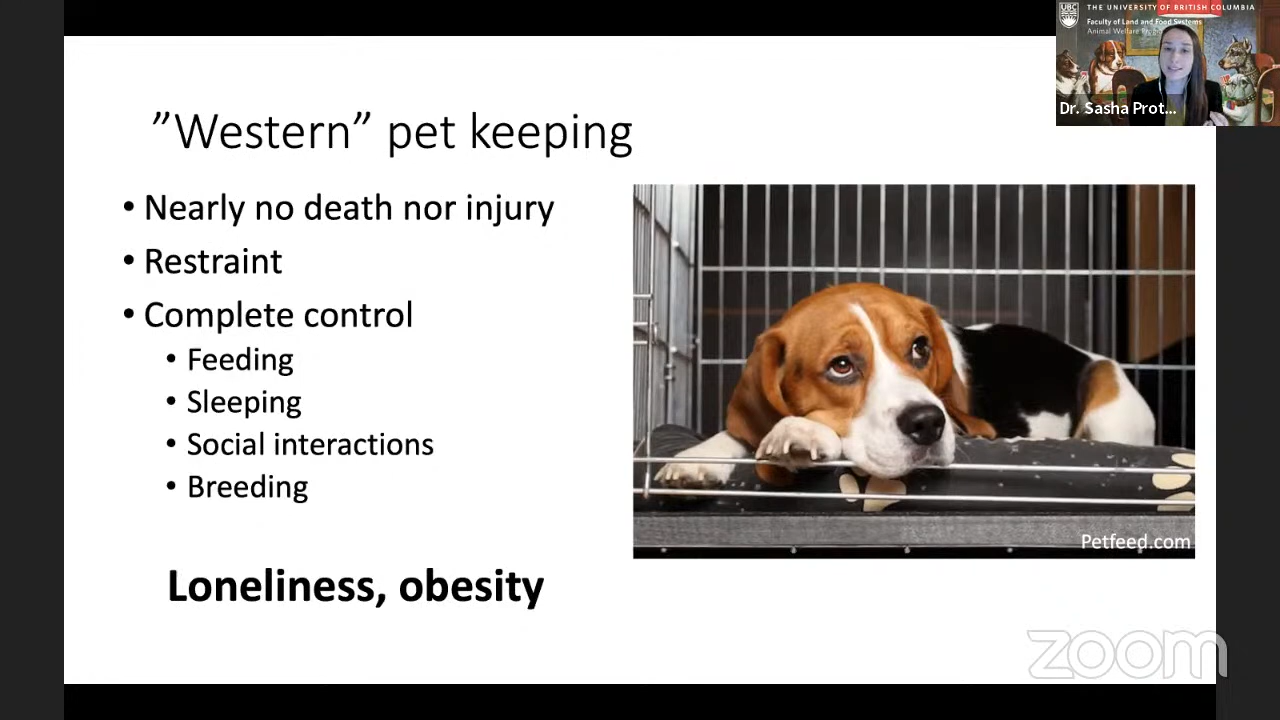 THE UNIVERSITY OF BRITISH COLUMBIA
UBC
Faculty of Land and Food Systems
Animal Welfare
Dr. Sasha Prot...
”Western” pet keeping
• Nearly no death nor injury
• Restraint
• Complete control
• Feeding
• Sleeping
• Social interactions
• Breeding
Petfeed.com
Loneliness, obesity
zoom